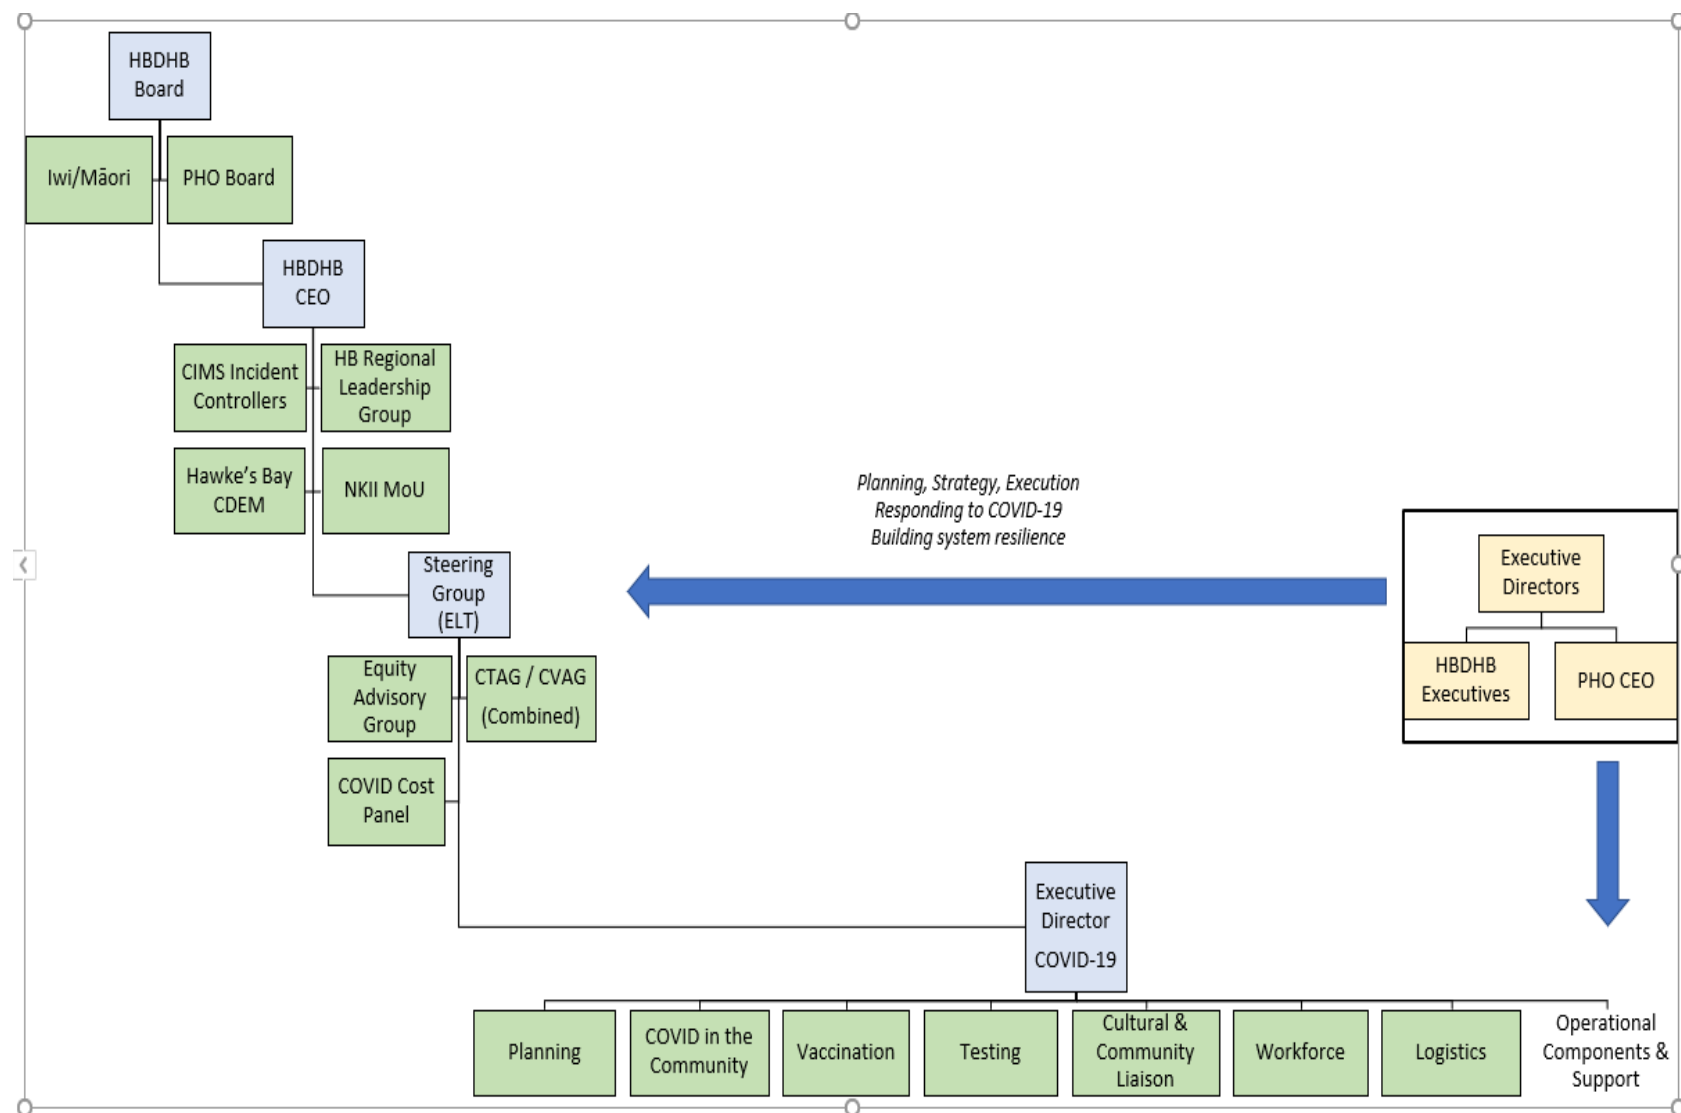 HBDHB
Board
Iwi/Māori
PHO Board
HBDHB
CEO
CIMS Incident
Controllers
HB Regional
Leadership
Group
Hawke's Bay
CDEM
NKII MoU
Planning, Strategy, Execution
Responding to COVID-19
Building system resilience
Executive
Directors
HBDHB
Executives
PHO CEO
Steering
Group
(ELT)
Equity
Advisory
Group
CTAG / CVAG
(Combined)
COVID Cost
Panel
Executive
Director
COVID-19
Planning
COVID in the
Community
Vaccination
Testing
Cultural &
Community
Liaison
Workforce
Logistics
Operational
Components &
Support